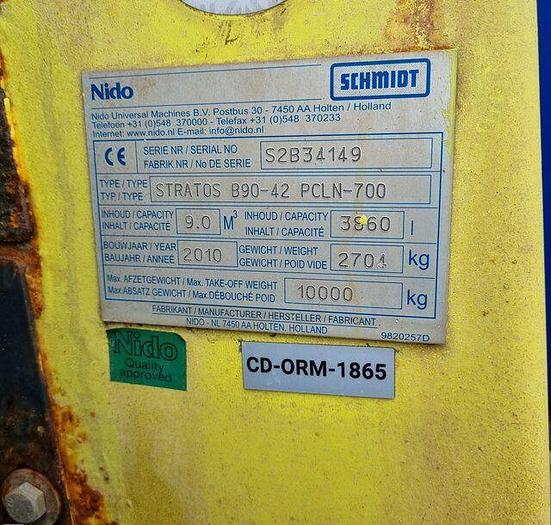 Nido
SCHMIDT
Nido Universal Machines B.V. Postbus 30 - 7450 AA Holten / Holland
Telefoon +31 (0)548 370000 - Telefax +31 (0)548 370233
Internet: www.nido.nl E-mail: info@nido.nl
CE
SERIE NR / SERIAL NO
FABRIK NR / No DE SERIE
S2B34149
TYPE / TYPE /
TYP / TYPE
STRATOS B90-42 PCLN-700
INHOUD / CAPACITY
INHALT / CAPACITÉ
9.0 M³
INHOUD / CAPACITY
INHALT / CAPACITÉ
3860 l
BOUWJAAR / YEAR
BAUJAHR / ANNEÉ
2010
GEWICHT / WEIGHT
GEWICHT / POID VIDE
2704 kg
Max. AFZETGEWICHT / Max. TAKE-OFF WEIGHT
Max. ABSATZ GEWICHT / Max. DÉBOUCHÉ POID
10000 kg
FABRIKANT / MANUFACTURER / HERSTELLER / FABRICANT
NIDO - NL 7450 AA HOLTEN. HOLLAND
9820257D
Nido
Quality
approved
CD-ORM-1865